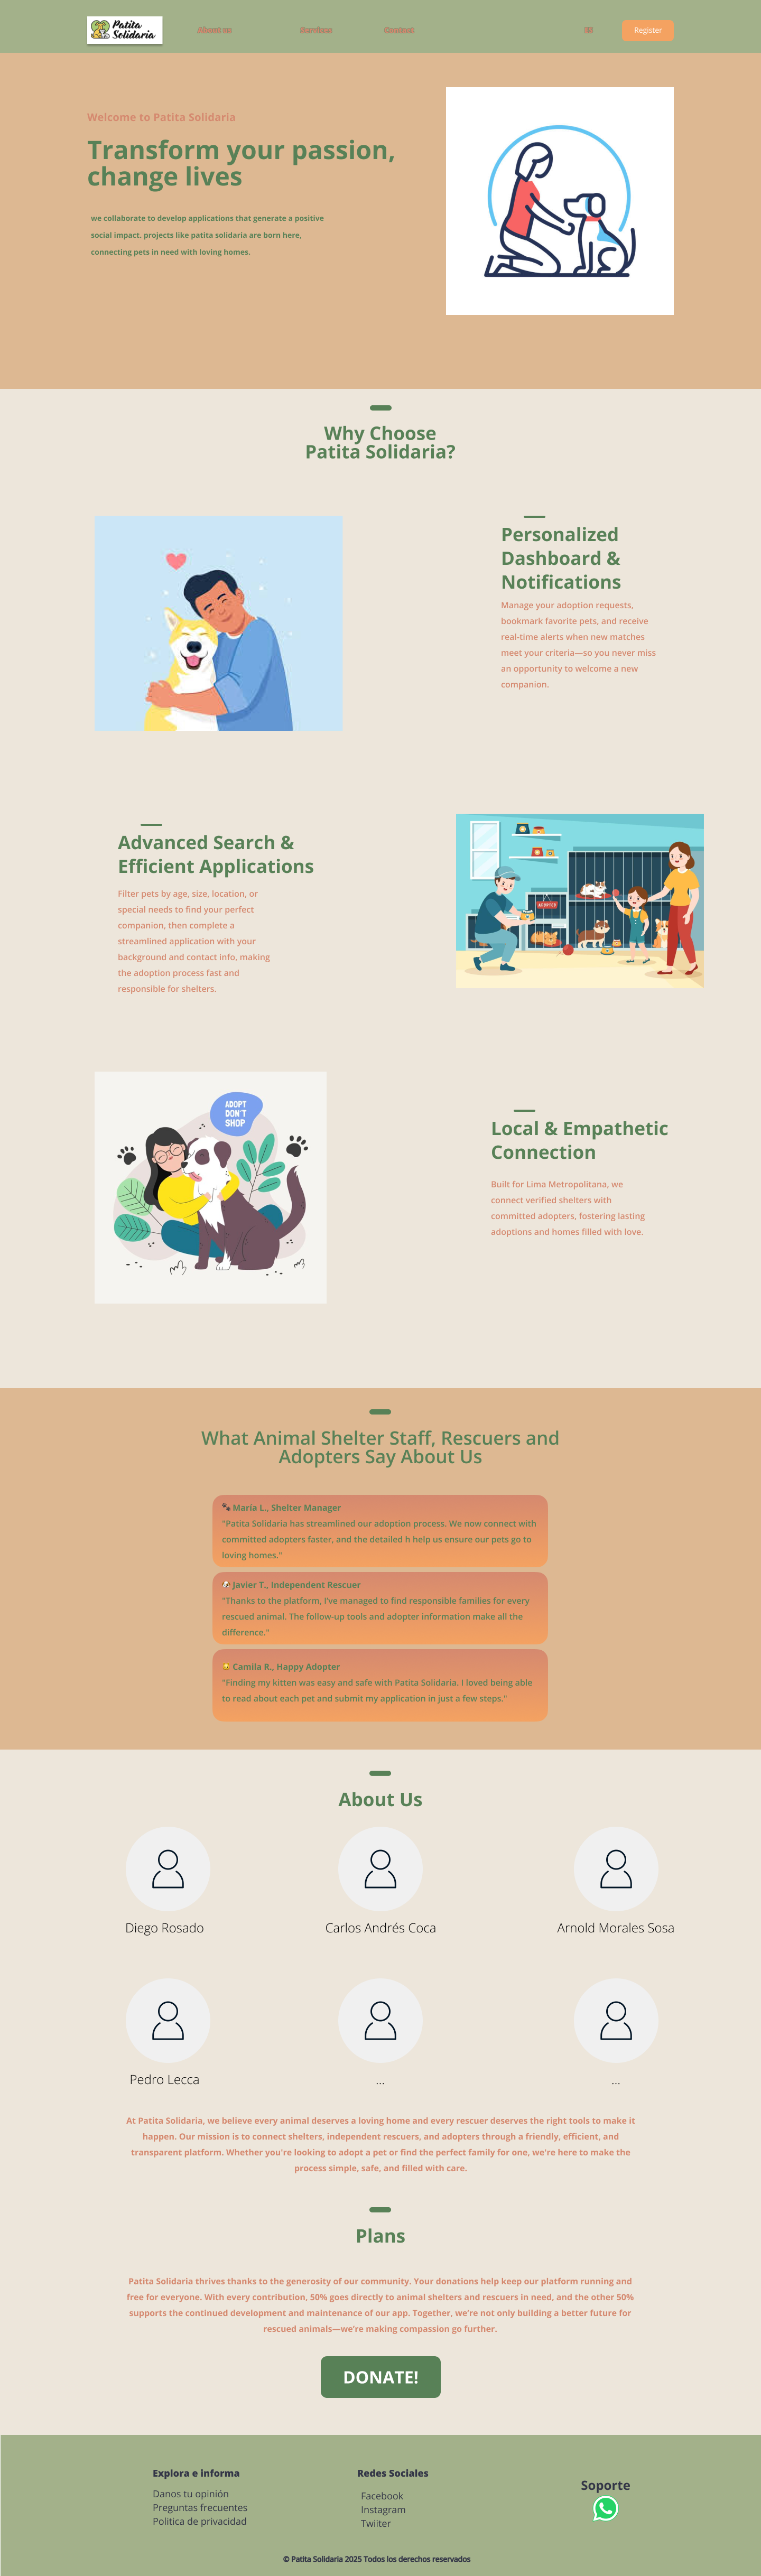 Patita
Solidaria
About us
Services
Contact
ES
Register
Welcome to Patita Solidaria
Transform your passion,
change lives
we collaborate to develop applications that generate a positive
social impact. projects like patita solidaria are born here,
connecting pets in need with loving homes.
Why Choose
Patita Solidaria?
Personalized
Dashboard &
Notifications
Manage your adoption requests,
bookmark favorite pets, and receive
real-time alerts when new matches
meet your criteria—so you never miss
an opportunity to welcome a new
companion.
Advanced Search &
Efficient Applications
Filter pets by age, size, location, or
special needs to find your perfect
companion, then complete a
streamlined application with your
background and contact info, making
the adoption process fast and
responsible for shelters.
ADOPTED
ADOPT
DON'T
SHOP
Local & Empathetic
Connection
Built for Lima Metropolitana, we
connect verified shelters with
committed adopters, fostering lasting
adoptions and homes filled with love.
What Animal Shelter Staff, Rescuers and
Adopters Say About Us
🐾 María L., Shelter Manager
"Patita Solidaria has streamlined our adoption process. We now connect with
committed adopters faster, and the detailed h help us ensure our pets go to
loving homes."
🐶 Javier T., Independent Rescuer
"Thanks to the platform, I've managed to find responsible families for every
rescued animal. The follow-up tools and adopter information make all the
difference."
Camila R., Happy Adopter
"Finding my kitten was easy and safe with Patita Solidaria. I loved being able
to read about each pet and submit my application in just a few steps."
About Us
Diego Rosado
Carlos Andrés Coca
Arnold Morales Sosa
Pedro Lecca
...
...
At Patita Solidaria, we believe every animal deserves a loving home and every rescuer deserves the right tools to make it
happen. Our mission is to connect shelters, independent rescuers, and adopters through a friendly, efficient, and
transparent platform. Whether you're looking to adopt a pet or find the perfect family for one, we're here to make the
process simple, safe, and filled with care.
Plans
Patita Solidaria thrives thanks to the generosity of our community. Your donations help keep our platform running and
free for everyone. With every contribution, 50% goes directly to animal shelters and rescuers in need, and the other 50%
supports the continued development and maintenance of our app. Together, we're not only building a better future for
rescued animals—we're making compassion go further.
DONATE!
Explora e informa
Danos tu opinión
Preguntas frecuentes
Politica de privacidad
Redes Sociales
Facebook
Instagram
Twiiter
Soporte
© Patita Solidaria 2025 Todos los derechos reservados